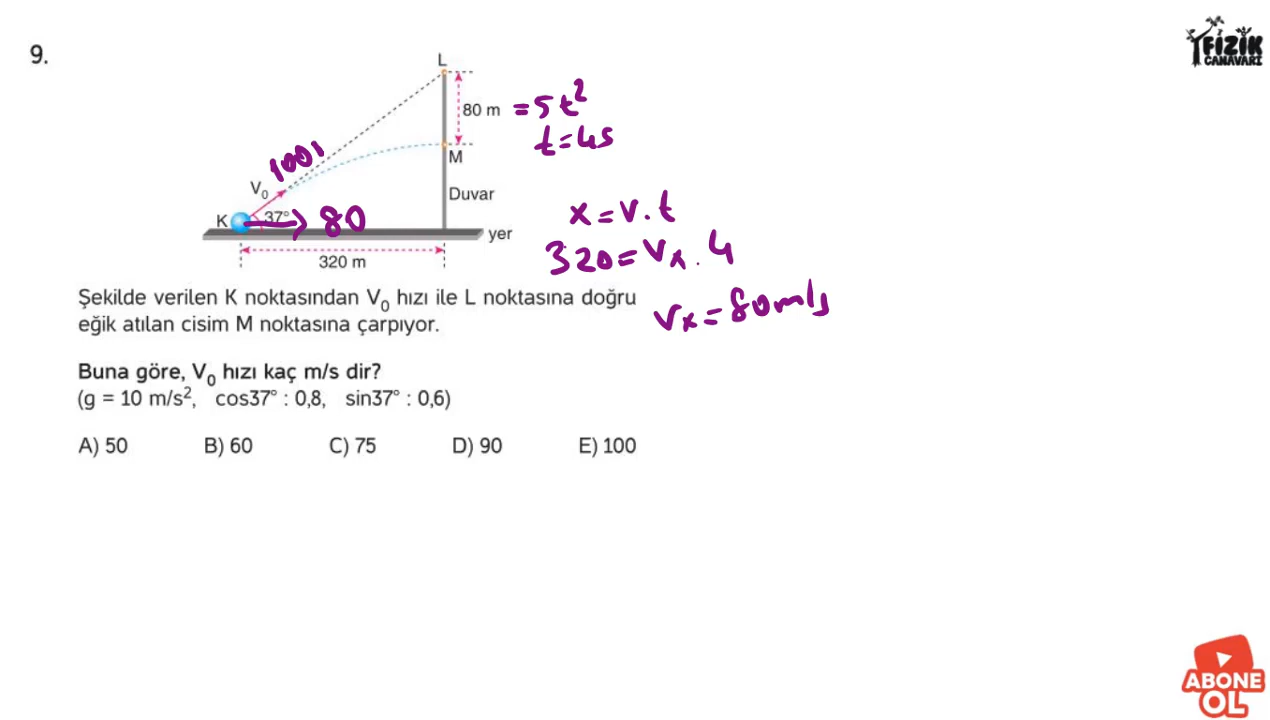 FİZİK
CANAVARI
9.
L
80 m = 5t²
t = 4s
M
100
V₀
Duvar
K 37° 80
yer
320 m
x = v . t
320 = Vx . 4
Vx = 80 m/s
Şekilde verilen K noktasından V₀ hızı ile L noktasına doğru
eğik atılan cisim M noktasına çarpıyor.
Buna göre, V₀ hızı kaç m/s dir?
(g = 10 m/s², cos37° : 0,8, sin37° : 0,6)
A) 50 B) 60 C) 75 D) 90 E) 100
ABONE
OL